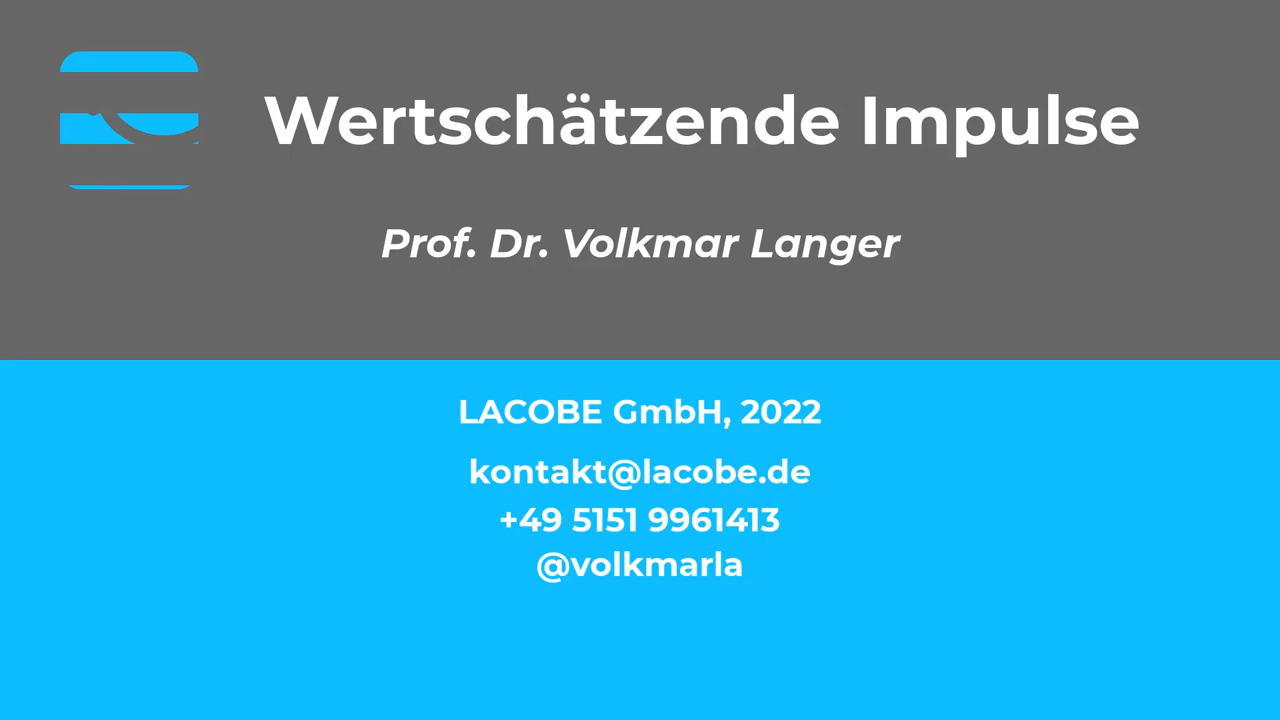 Wertschätzende Impulse
Prof. Dr. Volkmar Langer
LACOBE GmbH, 2022
kontakt@lacobe.de
+49 5151 9961413
@volkmarla